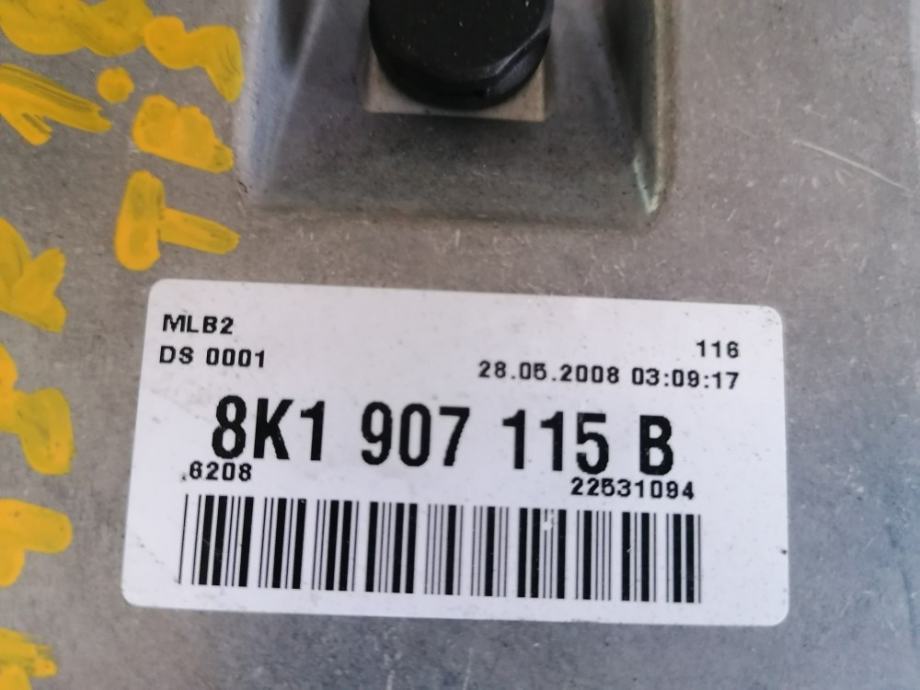 MLB2
116
DS 0001
28.05.2008 03:09:17
8K1 907 115 B
.6208
22531094